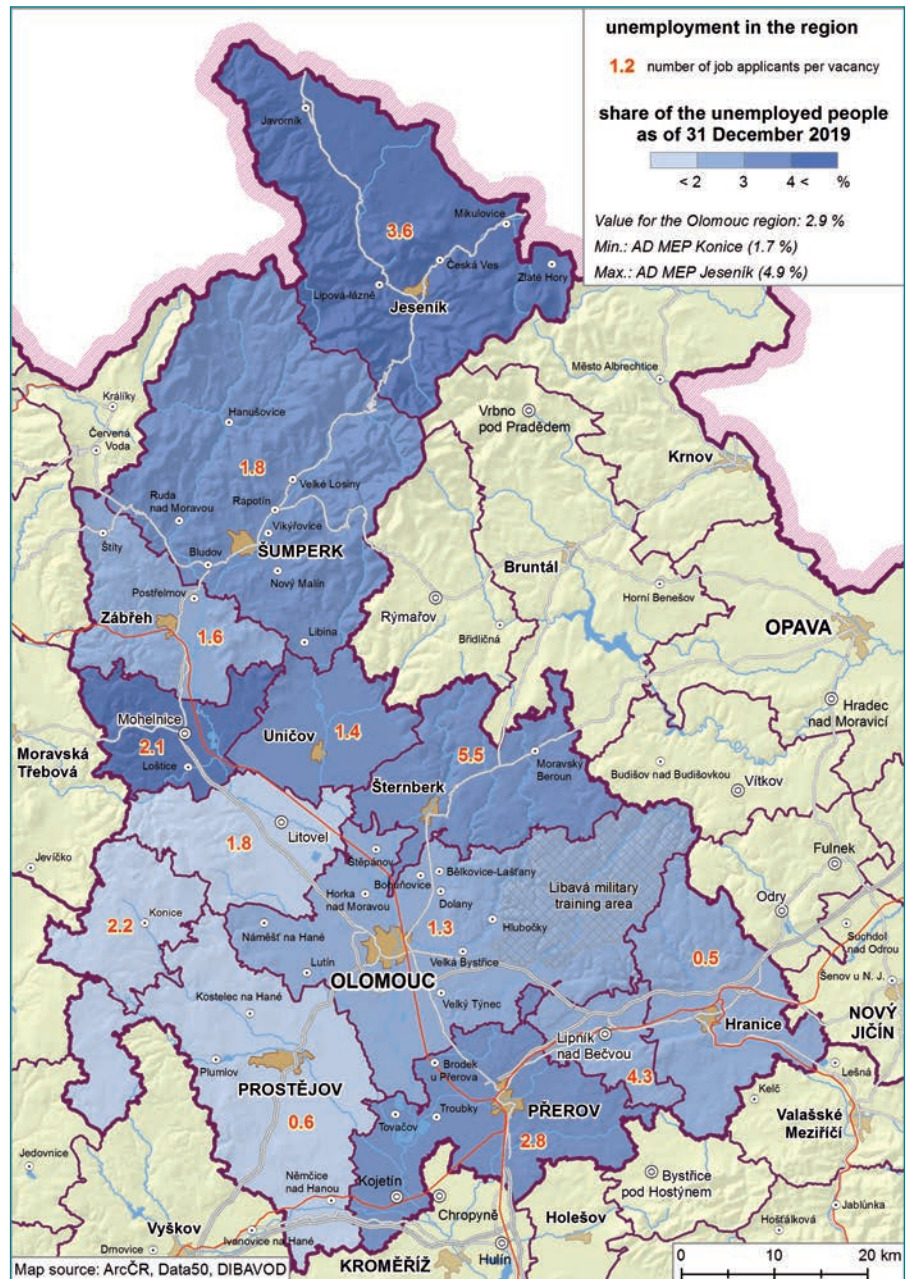 unemployment in the region
1.2 number of job applicants per vacancy
share of the unemployed people
as of 31 December 2019
< 2 3 4 < %
Value for the Olomouc region: 2.9 %
Min.: AD MEP Konice (1.7 %)
Max.: AD MEP Jeseník (4.9 %)
Javorník
Mikulovice
3.6
Česká Ves
Zlaté Hory
Lipová-lázně
Jeseník
Město Albrechtice
Králíky
Hanušovice
Vrbno
pod Pradědem
Červená
Voda
Krnov
1.8
Velké Losiny
Ruda
nad Moravou
Rapotín
Vikýřovice
Štíty
ŠUMPERK
Bludov
Bruntál
Nový Malín
Postřelmov
Horní Benešov
Rýmařov
Zábřeh
1.6
Libina
Břidličná
OPAVA
Hradec
nad Moravicí
Mohelnice
Uničov
1.4
2.1
Moravská
Třebová
Loštice
5.5
Moravský
Beroun
Budišov nad Budišovkou
Vítkov
Šternberk
Litovel
1.8
Jevíčko
Štěpánov
Fulnek
Bohuňovice
Bělkovice-Lašťany
Horka
nad Moravou
Dolany
Libavá military
training area
Odry
Konice
2.2
Náměšť na Hané
1.3
Hlubočky
Suchdol
nad Odrou
Lutín
OLOMOUC
Velká Bystřice
0.5
Šenov u N. J.
Kostelec na Hané
Velký Týnec
NOVÝ
JIČÍN
Hranice
Lipník
nad Bečvou
Plumlov
PROSTĚJOV
Brodek
u Přerova
4.3
Lešná
Kelč
PŘEROV
Valašské
Meziříčí
0.6
Tovačov
Troubky
2.8
Jedovnice
Němčice
nad Hanou
Kojetín
Bystřice
pod Hostýnem
Chropyně
Jablůnka
Vyškov
Holešov
Ivanovice na Hané
Hošťálková
Drnovice
Hulín
KROMĚŘÍŽ
0 10 20 km
Map source: ArcČR, Data50, DIBAVOD